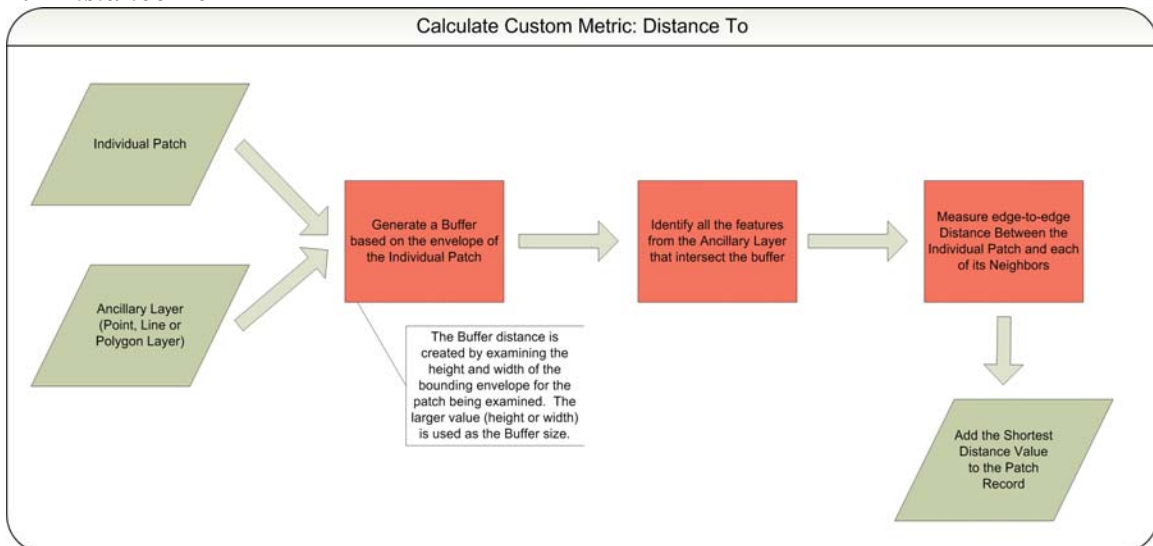 Calculate Custom Metric: Distance To
Individual Patch
Ancillary Layer
(Point, Line or
Polygon Layer)
Generate a Buffer
based on the envelope of
the Individual Patch
The Buffer distance is
created by examining the
height and width of the
bounding envelope for the
patch being examined. The
larger value (height or width)
is used as the Buffer size.
Identify all the features
from the Ancillary Layer
that intersect the buffer
Measure edge-to-edge
Distance Between the
Individual Patch and each
of its Neighbors
Add the Shortest
Distance Value
to the Patch
Record